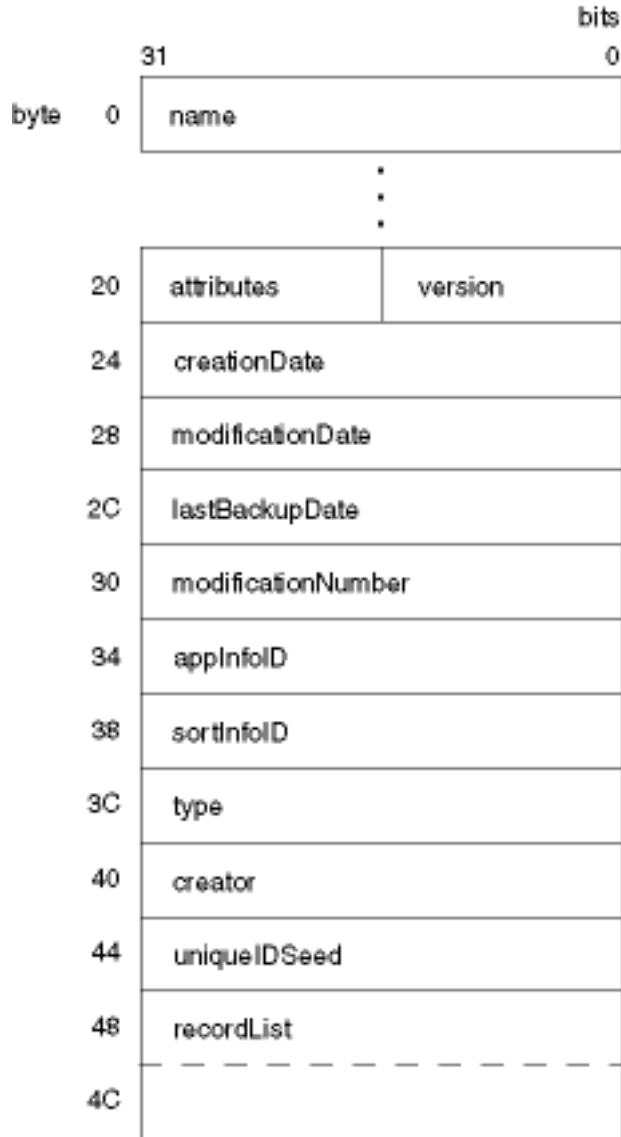 bits
31 0
byte 0 name
20 attributes version
24 creationDate
28 modificationDate
2C lastBackupDate
30 modificationNumber
34 appInfoID
38 sortInfoID
3C type
40 creator
44 uniqueIDSeed
48 recordList
4C